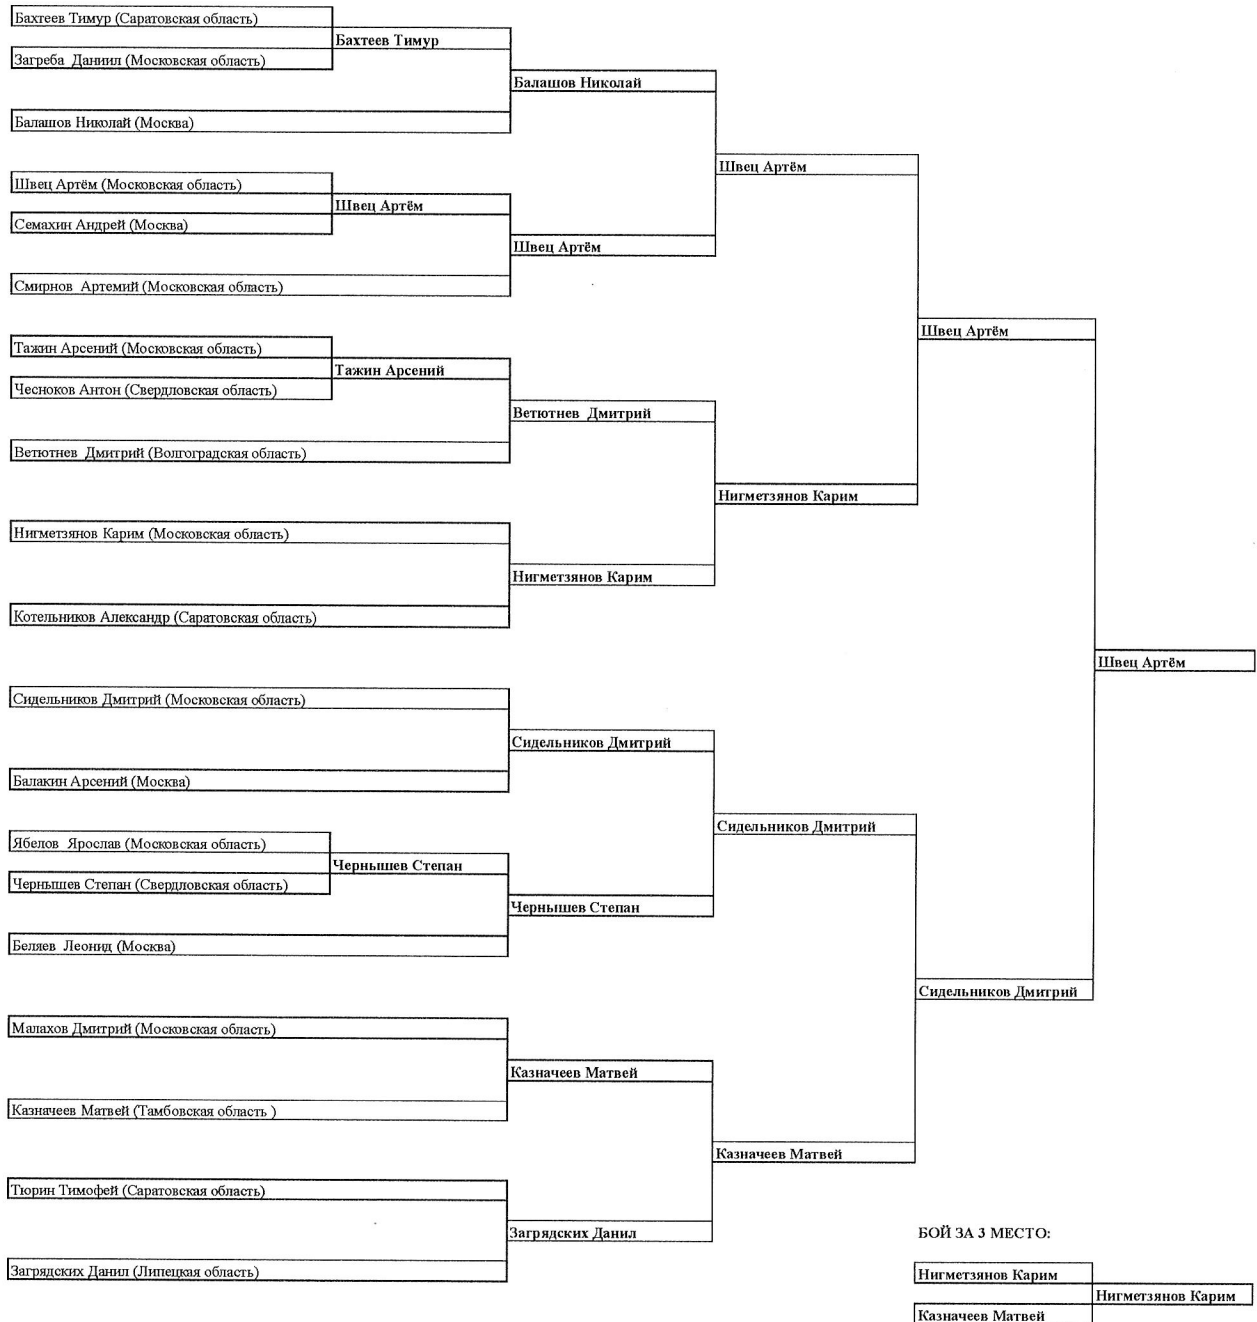 Бахтеев Тимур (Саратовская область)
Бахтеев Тимур
Загреба Даниил (Московская область)
Балашов Николай
Балашов Николай (Москва)
Швец Артём
Швец Артём (Московская область)
Швец Артём
Семахин Андрей (Москва)
Швец Артём
Смирнов Артемий (Московская область)
Швец Артём
Тажин Арсений (Московская область)
Тажин Арсений
Чесноков Антон (Свердловская область)
Ветютнев Дмитрий
Ветютнев Дмитрий (Волгоградская область)
Нигметзянов Карим
Нигметзянов Карим (Московская область)
Нигметзянов Карим
Котельников Александр (Саратовская область)
Швец Артём
Сидельников Дмитрий (Московская область)
Сидельников Дмитрий
Балакин Арсений (Москва)
Сидельников Дмитрий
Ябелов Ярослав (Московская область)
Чернышев Степан
Чернышев Степан (Свердловская область)
Чернышев Степан
Беляев Леонид (Москва)
Сидельников Дмитрий
Малахов Дмитрий (Московская область)
Казначеев Матвей
Казначеев Матвей (Тамбовская область )
Казначеев Матвей
Тюрин Тимофей (Саратовская область)
Загрядских Данил
Загрядских Данил (Липецкая область)
БОЙ ЗА 3 МЕСТО:
Нигметзянов Карим
Нигметзянов Карим
Казначеев Матвей